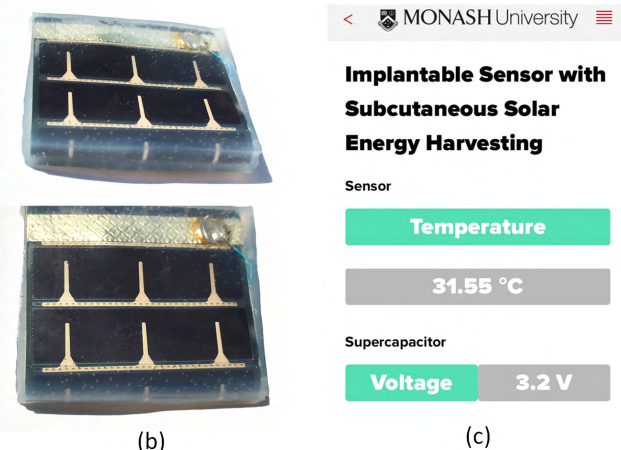 < MONASH University
Implantable Sensor with
Subcutaneous Solar
Energy Harvesting
Sensor
Temperature
31.55 °C
Supercapacitor
Voltage 3.2 V
(b)
(c)